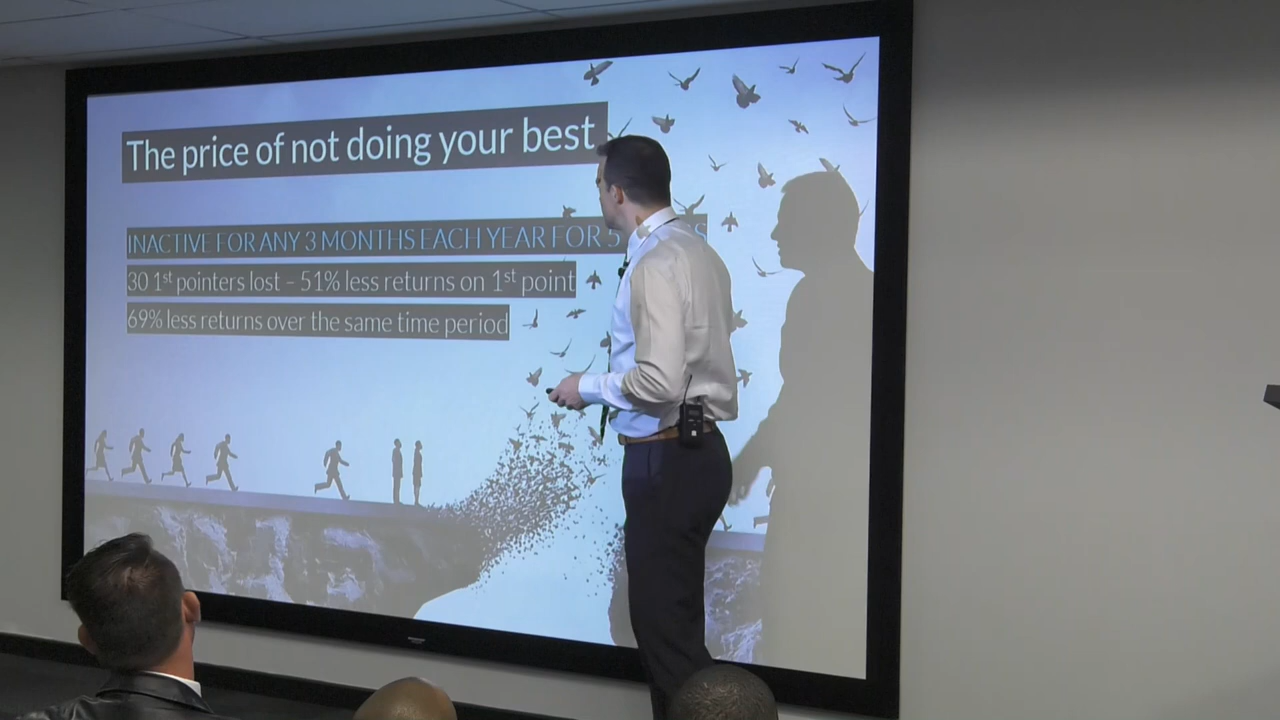 The price of not doing your best
INACTIVE FOR ANY 3 MONTHS EACH YEAR FOR 5
30 1st pointers lost – 51% less returns on 1st point
69% less returns over the same time period